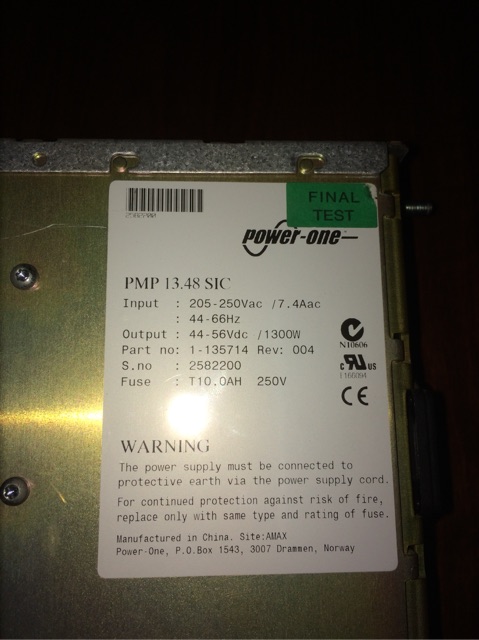 FINAL
TEST
power-one
PMP 13.48 SIC
Input : 205-250Vac /7.4Aac
: 44-66Hz
Output : 44-56Vdc /1300W
Part no: 1-135714 Rev: 004
S.no : 2582200
Fuse : T10.0AH 250V
N10606
C US
CE
WARNING
The power supply must be connected to
protective earth via the power supply cord.
For continued protection against risk of fire,
replace only with same type and rating of fuse.
Manufactured in China. Site:AMAX
Power-One, P.O.Box 1543, 3007 Drammen, Norway